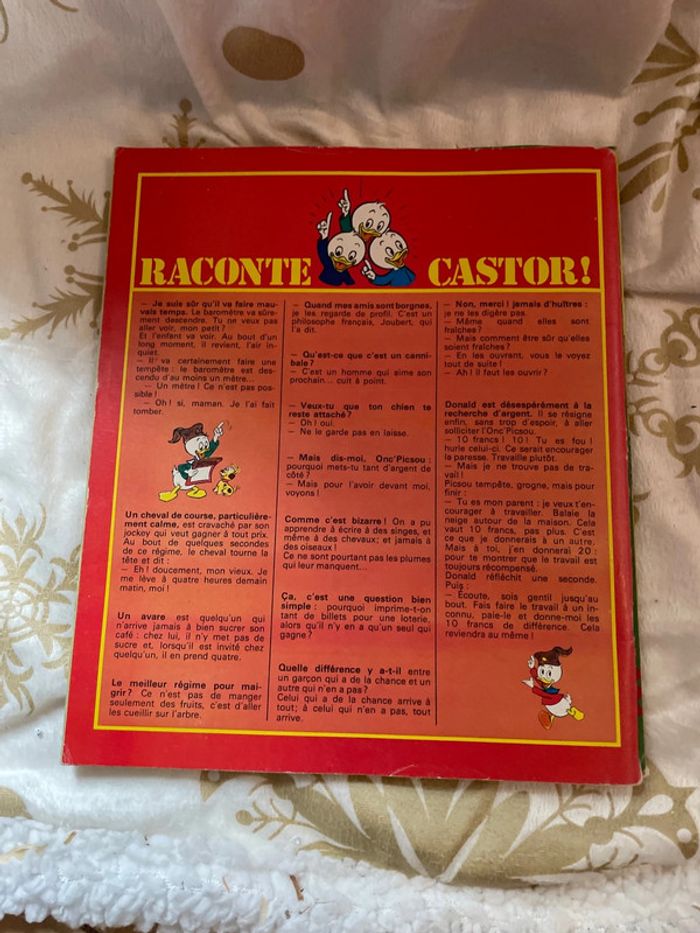 RACONTE CASTOR!
— Je suis sûr qu'il va faire mau-
vais temps. Le baromètre va sûre-
ment descendre. Tu ne veux pas
aller voir, mon petit ?
Et l'enfant va voir. Au bout d'un
long moment, il revient, l'air in-
quiet.
— Il va certainement faire une
tempête : le baromètre est des-
cendu d'au moins un mètre...
— Un mètre ! Ce n'est pas pos-
sible !
— Oh ! si, maman. Je l'ai fait
tomber.
Un cheval de course, particulière-
ment calme, est cravaché par son
jockey qui veut gagner à tout prix.
Au bout de quelques secondes
de ce régime, le cheval tourne la
tête et dit :
— Eh ! doucement, mon vieux. Je
me lève à quatre heures demain
matin, moi !
Un avare est quelqu'un qui
n'arrive jamais à bien sucrer son
café : chez lui, il n'y met pas de
sucre et, lorsqu'il est invité chez
quelqu'un, il en prend quatre.
Le meilleur régime pour mai-
grir ? Ce n'est pas de manger
seulement des fruits, c'est d'aller
les cueillir sur l'arbre.
— Quand mes amis sont borgnes,
je les regarde de profil. C'est un
philosophe français, Joubert, qui
l'a dit.
— Qu'est-ce que c'est un canni-
bale ?
— C'est un homme qui aime son
prochain... cuit à point.
— Veux-tu que ton chien te
reste attaché ?
— Oh ! oui.
— Ne le garde pas en laisse.
— Mais dis-moi, Onc'Picsou :
pourquoi mets-tu tant d'argent
de côté ?
— Mais pour l'avoir devant moi,
voyons !
Comme c'est bizarre ! On a pu
apprendre à écrire à des singes, et
même à des chevaux ; et jamais à
des oiseaux !
Ce ne sont pourtant pas les plumes
qui leur manquent...
Ça, c'est une question bien
simple : pourquoi imprime-t-on
tant de billets pour une loterie,
alors qu'il n'y en a qu'un seul qui
gagne ?
Quelle différence y a-t-il entre
un garçon qui a de la chance et un
autre qui n'en a pas ?
Celui qui a de la chance arrive à
tout ; à celui qui n'en a pas, tout
arrive.
— Non, merci ! jamais d'huîtres :
je ne les digère pas.
— Même quand elles sont
fraîches ?
— Mais comment être sûr qu'elles
soient fraîches ?
— En les ouvrant, vous le voyez
tout de suite !
— Ah ! il faut les ouvrir ?
Donald est désespérément à la
recherche d'argent. Il se résigne
enfin, sans trop d'espoir, à aller
solliciter l'Onc'Picsou.
— 10 francs ! 10 ! Tu es fou !
hurle celui-ci. Ce serait encourager
la paresse. Travaille plutôt.
— Mais je ne trouve pas de tra-
vail !
Picsou tempête, grogne, mais pour
finir :
— Tu es mon parent : je veux t'en-
courager à travailler. Balaie la
neige autour de la maison. Cela
vaut 10 francs, pas plus. C'est
ce que je donnerais à un autre.
Mais à toi, j'en donnerai 20 :
pour te montrer que le travail est
toujours récompensé.
Donald réfléchit une seconde.
Puis :
— Écoute, sois gentil jusqu'au
bout. Fais faire le travail à un in-
connu, paie-le et donne-moi les
10 francs de différence. Cela
reviendra au même !